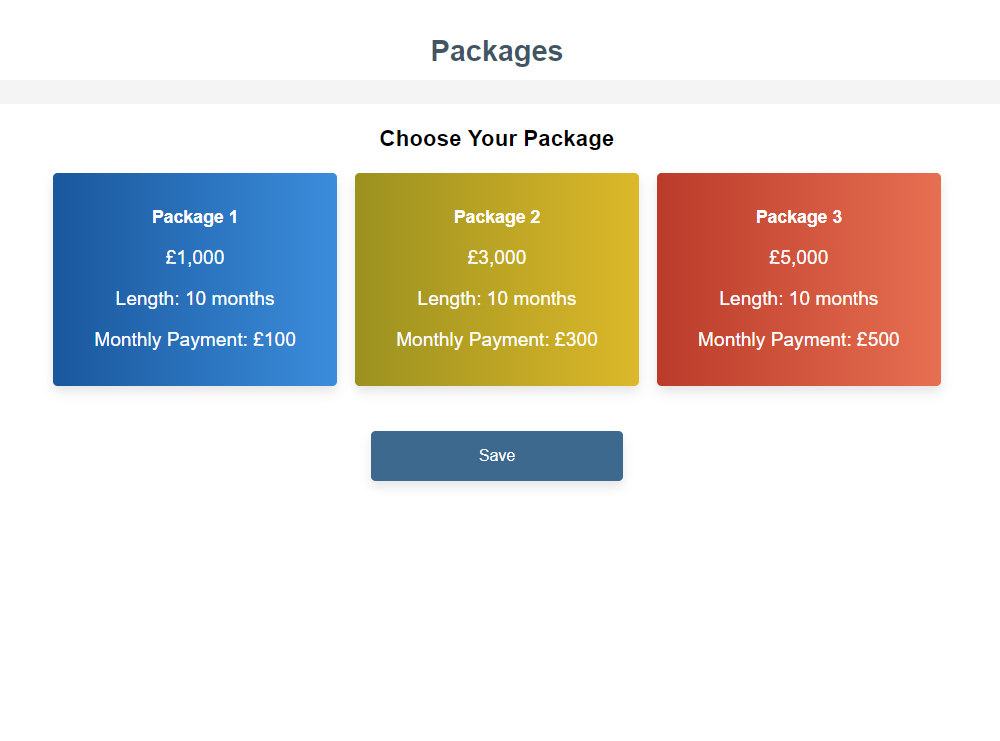 Packages
Choose Your Package
Package 1
£1,000
Length: 10 months
Monthly Payment: £100
Package 2
£3,000
Length: 10 months
Monthly Payment: £300
Package 3
£5,000
Length: 10 months
Monthly Payment: £500
Save